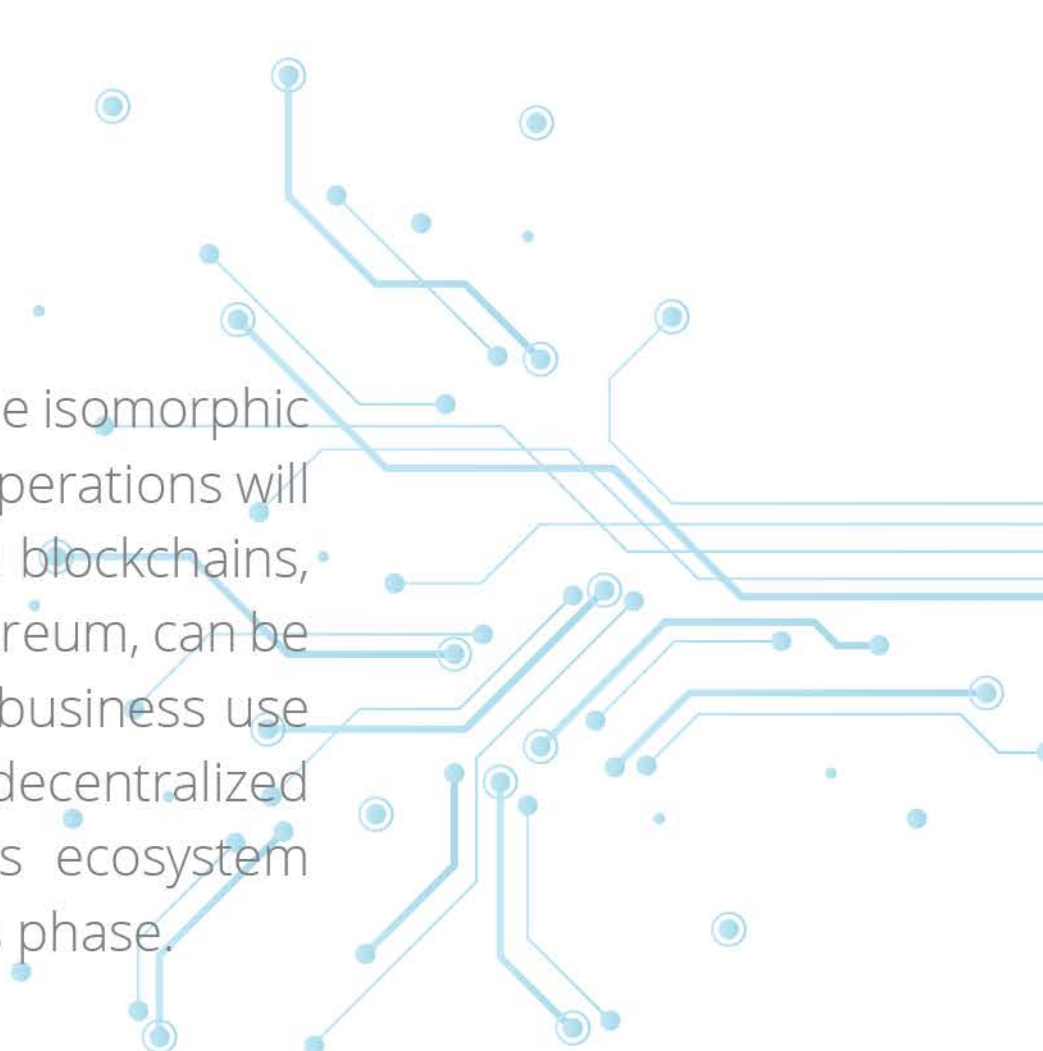 e isomorphic
perations will
blockchains,
reum, can be
business use
decentralized
s ecosystem
s phase.